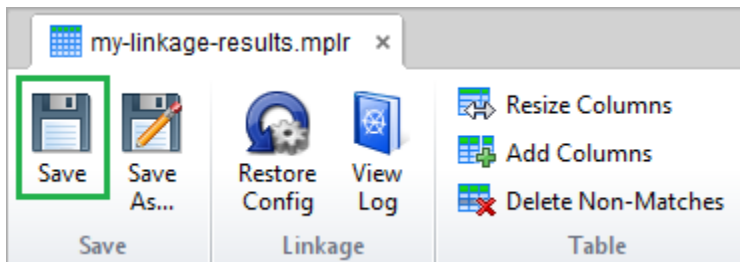 my-linkage-results.mplr ×
Save
Save As...
Restore Config
View Log
Resize Columns
Add Columns
Delete Non-Matches
Save
Linkage
Table